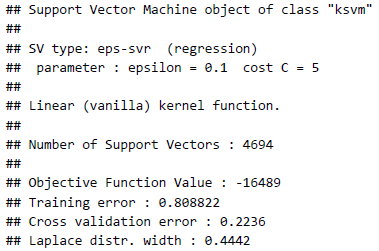 ## Support Vector Machine object of class "ksvm"
##
## SV type: eps-svr  (regression)
##  parameter : epsilon = 0.1  cost C = 5
##
## Linear (vanilla) kernel function.
##
## Number of Support Vectors : 4694
##
## Objective Function Value : -16489
## Training error : 0.808822
## Cross validation error : 0.2236
## Laplace distr. width : 0.4442